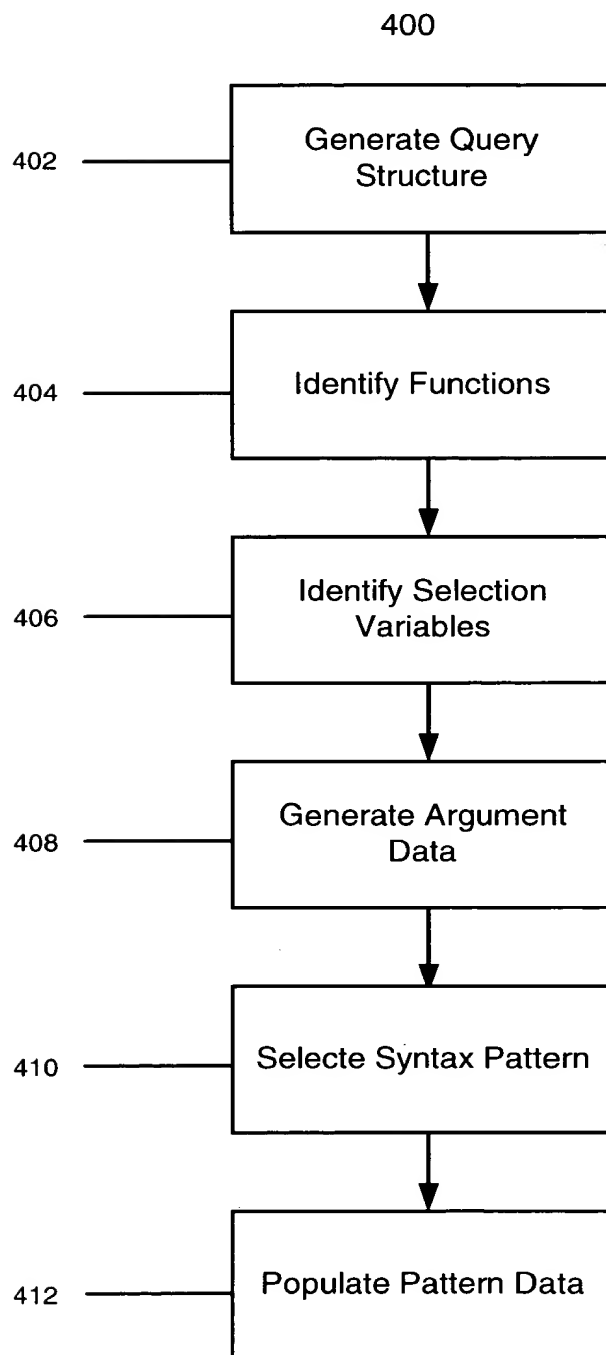 400
402
Generate Query
Structure
404
Identify Functions
406
Identify Selection
Variables
408
Generate Argument
Data
410
Selecte Syntax Pattern
412
Populate Pattern Data